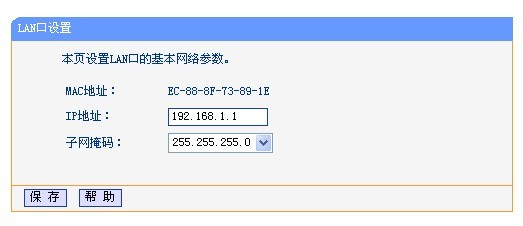 LAN口设置
本页设置LAN口的基本网络参数。
MAC地址： EC-88-8F-73-89-1E
IP地址： 192.168.1.1
子网掩码： 255.255.255.0
保 存 帮 助